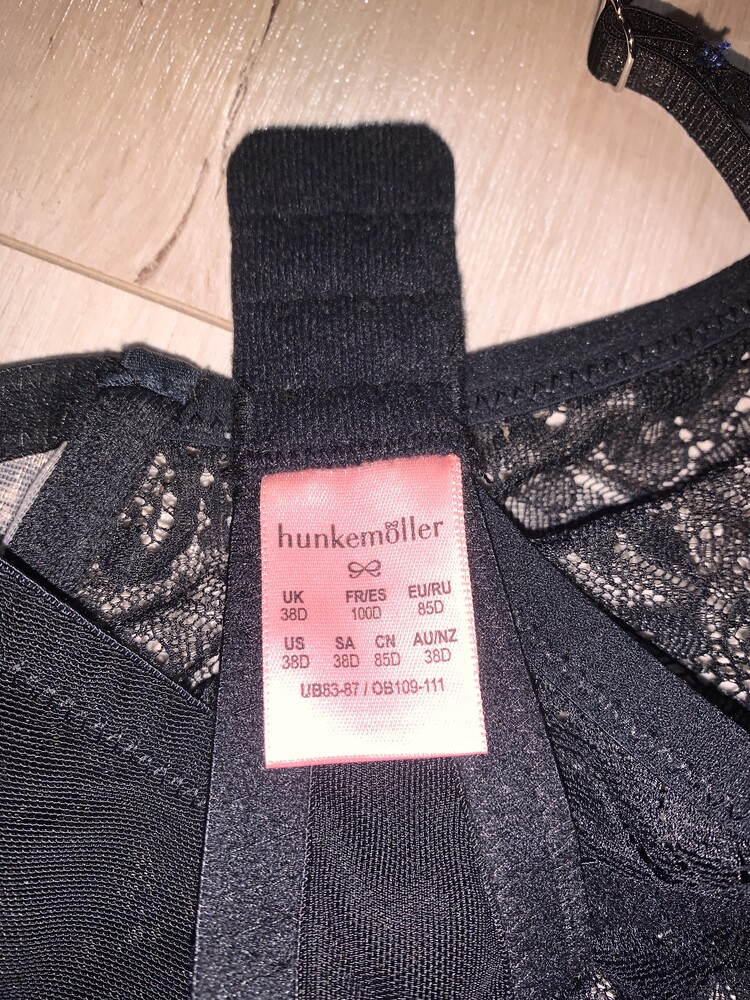 hunkemöller
UK FR/ES EU/RU
38D 100D 85D
US SA CN AU/NZ
38D 38D 85D 38D
UB83-87 / OB109-111